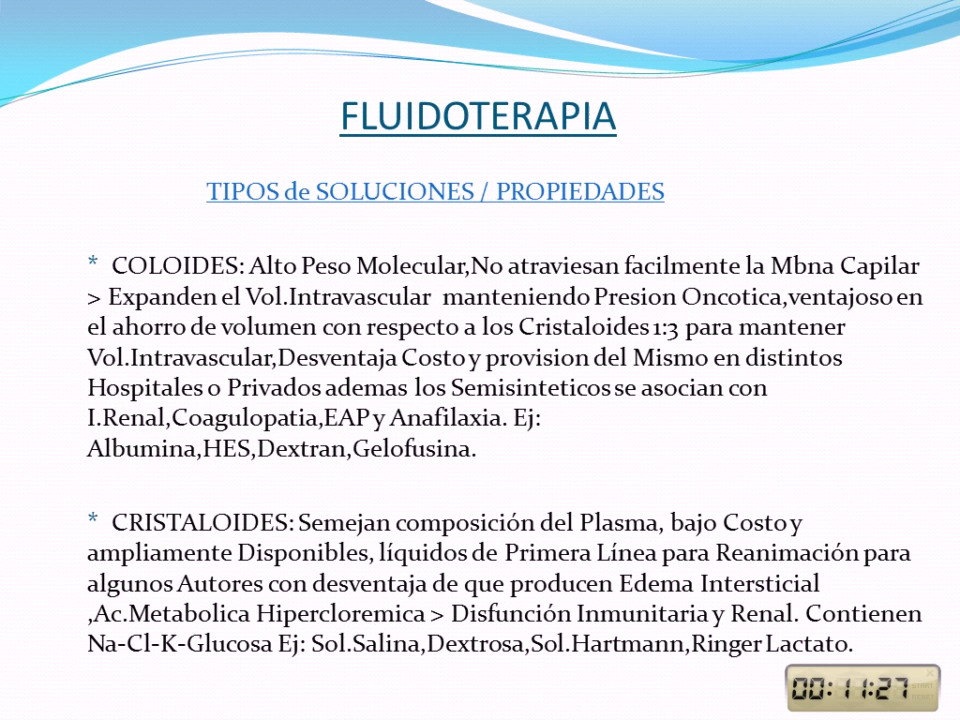 FLUIDOTERAPIA
TIPOS de SOLUCIONES / PROPIEDADES
* COLOIDES: Alto Peso Molecular,No atraviesan facilmente la Mbna Capilar
> Expanden el Vol.Intravascular manteniendo Presion Oncotica,ventajoso en
el ahorro de volumen con respecto a los Cristaloides 1:3 para mantener
Vol.Intravascular,Desventaja Costo y provision del Mismo en distintos
Hospitales o Privados ademas los Semisinteticos se asocian con
I.Renal,Coagulopatia,EAP y Anafilaxia. Ej:
Albumina,HES,Dextran,Gelofusina.
* CRISTALOIDES: Semejan composición del Plasma, bajo Costo y
ampliamente Disponibles, líquidos de Primera Línea para Reanimación para
algunos Autores con desventaja de que producen Edema Intersticial
,Ac.Metabolica Hipercloremica > Disfunción Inmunitaria y Renal. Contienen
Na-Cl-K-Glucosa Ej: Sol.Salina,Dextrosa,Sol.Hartmann,Ringer Lactato.
00:11:27